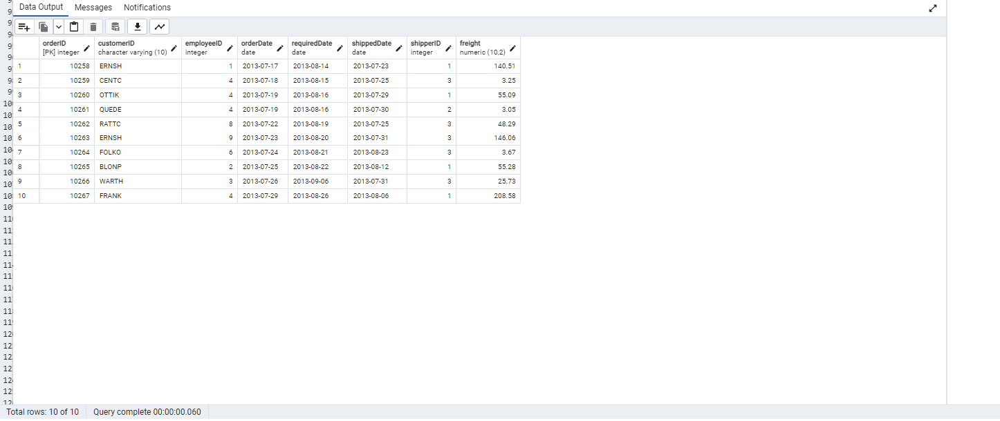 Data Output Messages Notifications
orderID customerID employeeID orderDate requiredDate shippedDate shipperID freight
[PK] integer character varying (10) integer date date date integer numeric (10,2)
1 10258 ERNSH 1 2013-07-17 2013-08-14 2013-07-23 1 140.51
2 10259 CENTC 4 2013-07-18 2013-08-15 2013-07-25 3 3.25
3 10260 OTTIK 4 2013-07-19 2013-08-16 2013-07-29 1 55.09
4 10261 QUEDE 4 2013-07-19 2013-08-16 2013-07-30 2 3.05
5 10262 RATTC 8 2013-07-22 2013-08-19 2013-07-25 3 48.29
6 10263 ERNSH 9 2013-07-23 2013-08-20 2013-07-31 3 146.06
7 10264 FOLKO 6 2013-07-24 2013-08-21 2013-08-23 3 3.67
8 10265 BLONP 2 2013-07-25 2013-08-22 2013-08-12 1 55.28
9 10266 WARTH 3 2013-07-26 2013-09-06 2013-07-31 3 25.73
10 10267 FRANK 4 2013-07-29 2013-08-26 2013-08-06 1 208.58
Total rows: 10 of 10 Query complete 00:00:00.060